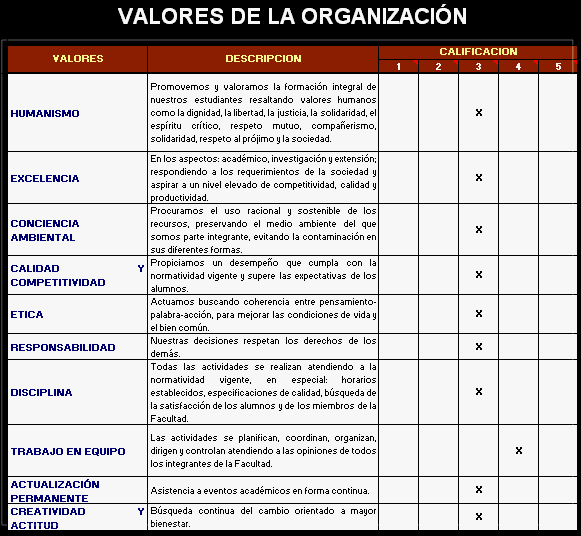 VALORES DE LA ORGANIZACIÓN
VALORES
DESCRIPCION
CALIFICACION
1 2 3 4 5
HUMANISMO
Promovemos y valoramos la formación integral de
nuestros estudiantes resaltando valores humanos
como la dignidad, la libertad, la justicia, la solidaridad, el
espíritu crítico, respeto mutuo, compañerismo,
solidaridad, respeto al prójimo y la sociedad.
X
EXCELENCIA
En los aspectos: académico, investigación y extensión;
respondiendo a los requerimientos de la sociedad y
aspirar a un nivel elevado de competitividad, calidad y
productividad.
X
CONCIENCIA
AMBIENTAL
Procuramos el uso racional y sostenible de los
recursos, preservando el medio ambiente del que
somos parte integrante, evitando la contaminación en
sus diferentes formas.
X
CALIDAD Y
COMPETITIVIDAD
Propiciamos un desempeño que cumpla con la
normatividad vigente y supere las expectativas de los
alumnos.
X
ETICA
Actuamos buscando coherencia entre pensamiento-
palabra-acción, para mejorar las condiciones de vida y
el bien común.
X
RESPONSABILIDAD
Nuestras decisiones respetan los derechos de los
demás.
X
DISCIPLINA
Todas las actividades se realizan atendiendo a la
normatividad vigente, en especial: horarios
establecidos, especificaciones de calidad, búsqueda de
la satisfacción de los alumnos y de los miembros de la
Facultad.
X
TRABAJO EN EQUIPO
Las actividades se planifican, coordinan, organizan,
dirigen y controlan atendiendo a las opiniones de todos
los integrantes de la Facultad.
X
ACTUALIZACIÓN
PERMANENTE
Asistencia a eventos académicos en forma continua.
X
CREATIVIDAD Y
ACTITUD
Búsqueda continua del cambio orientado a mayor
bienestar.
X